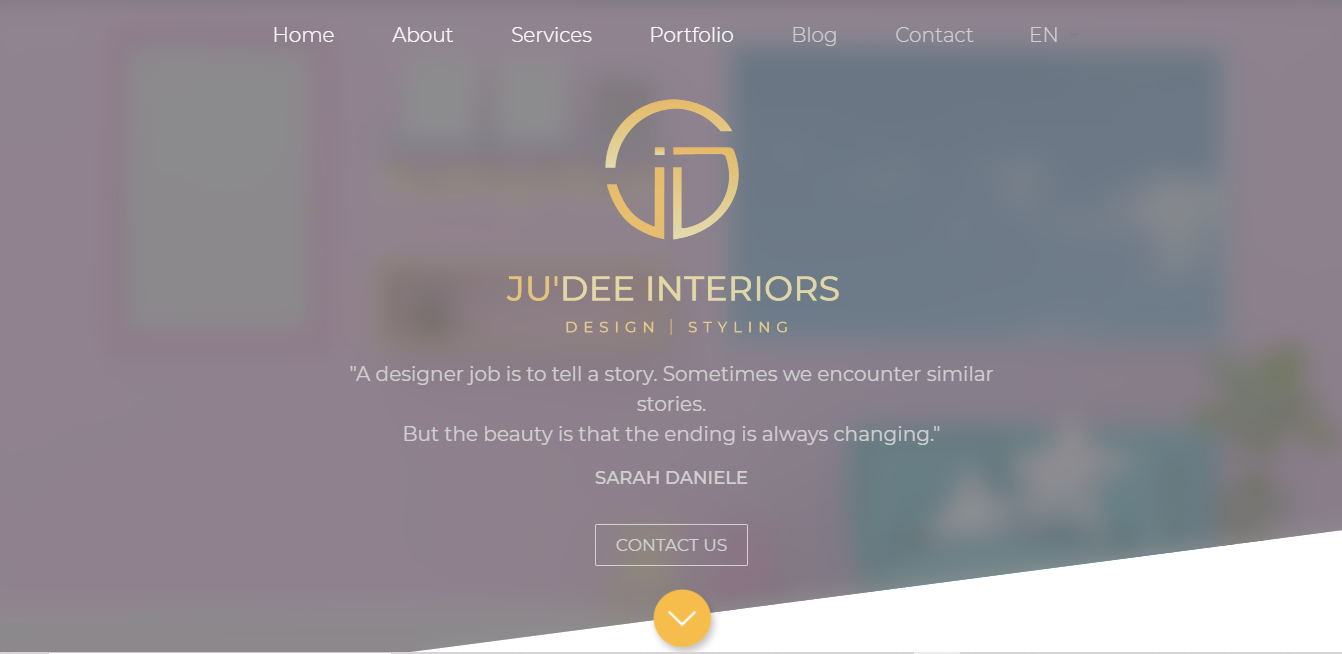 Home About Services Portfolio Blog Contact EN
JU'DEE INTERIORS
DESIGN | STYLING
"A designer job is to tell a story. Sometimes we encounter similar
stories.
But the beauty is that the ending is always changing."
SARAH DANIELE
CONTACT US